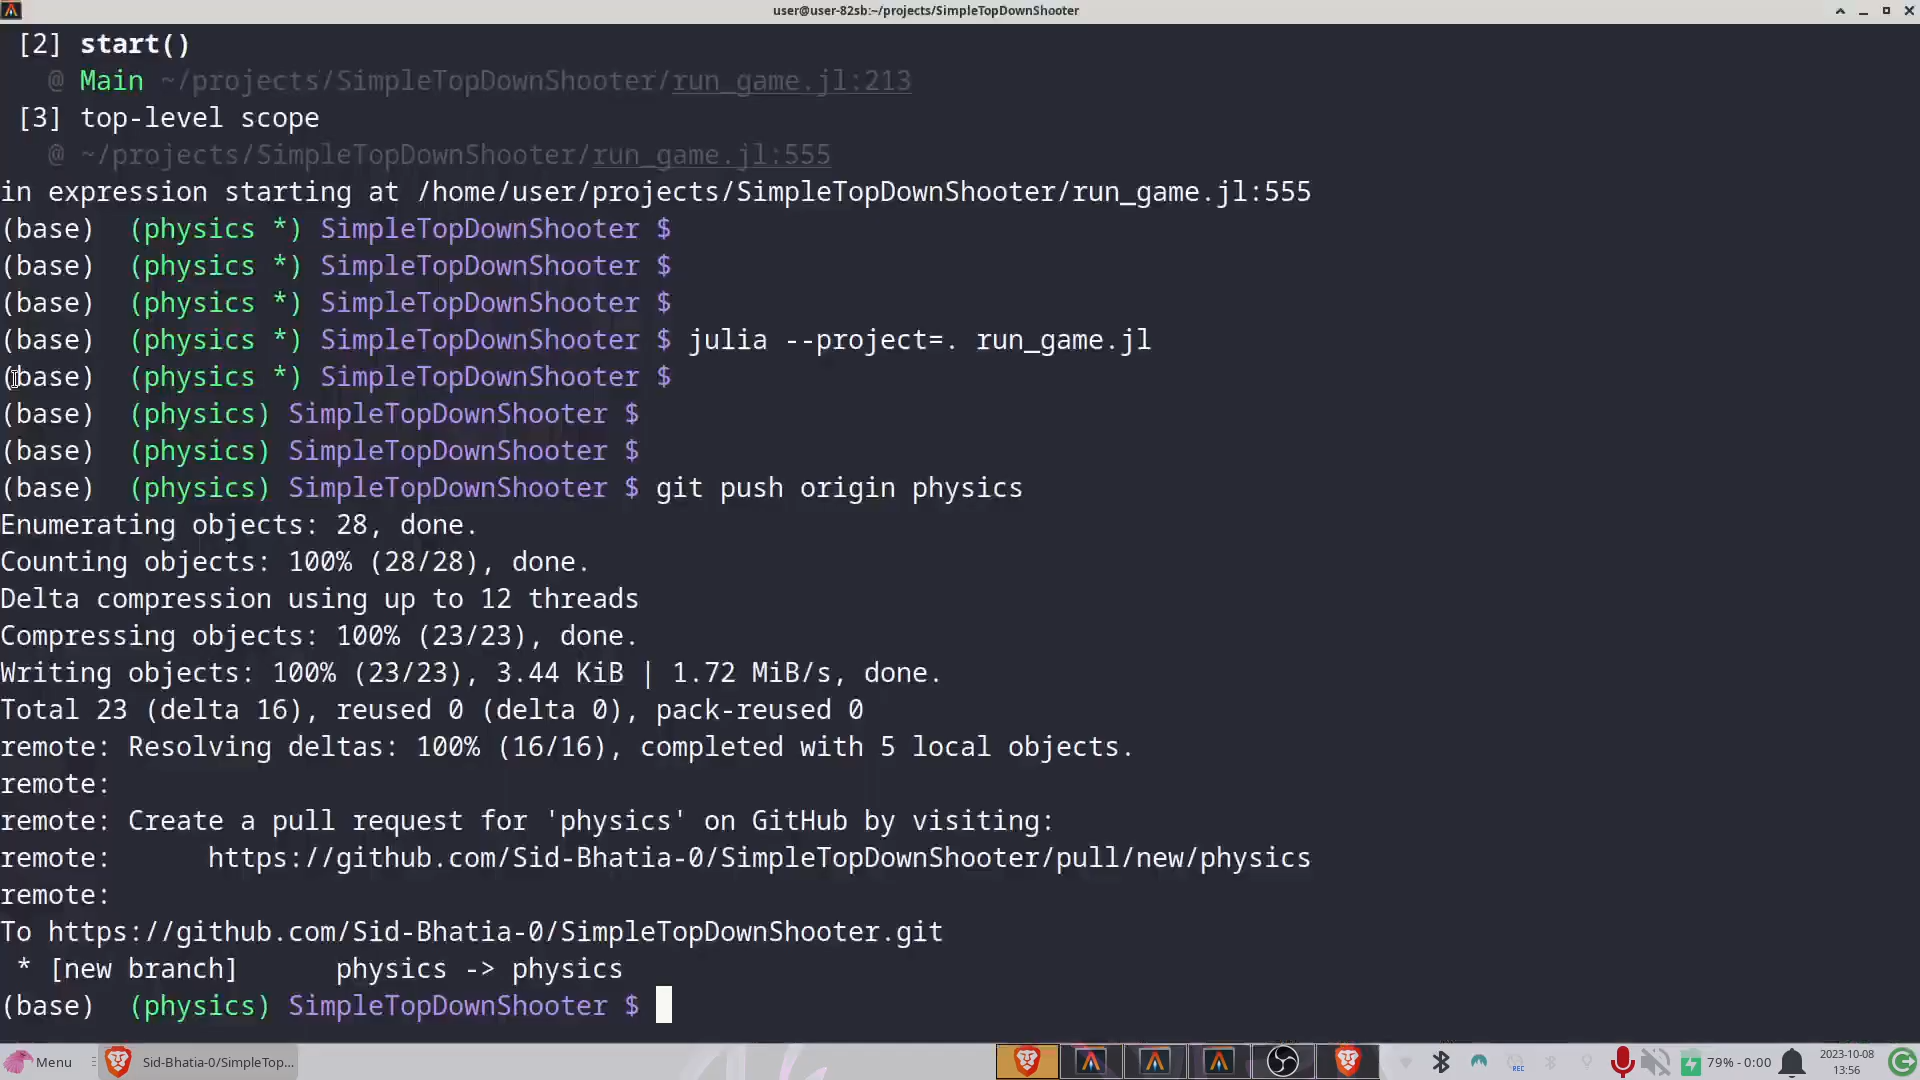 user@user-82sb:~/projects/SimpleTopDownShooter
[2] start()
@ Main ~/projects/SimpleTopDownShooter/run_game.jl:213
[3] top-level scope
@ ~/projects/SimpleTopDownShooter/run_game.jl:555
in expression starting at /home/user/projects/SimpleTopDownShooter/run_game.jl:555
(base)  (physics *) SimpleTopDownShooter $
(base)  (physics *) SimpleTopDownShooter $
(base)  (physics *) SimpleTopDownShooter $
(base)  (physics *) SimpleTopDownShooter $ julia --project=. run_game.jl
(base)  (physics *) SimpleTopDownShooter $
(base)  (physics) SimpleTopDownShooter $
(base)  (physics) SimpleTopDownShooter $
(base)  (physics) SimpleTopDownShooter $ git push origin physics
Enumerating objects: 28, done.
Counting objects: 100% (28/28), done.
Delta compression using up to 12 threads
Compressing objects: 100% (23/23), done.
Writing objects: 100% (23/23), 3.44 KiB | 1.72 MiB/s, done.
Total 23 (delta 16), reused 0 (delta 0), pack-reused 0
remote: Resolving deltas: 100% (16/16), completed with 5 local objects.
remote:
remote: Create a pull request for 'physics' on GitHub by visiting:
remote:      https://github.com/Sid-Bhatia-0/SimpleTopDownShooter/pull/new/physics
remote:
To https://github.com/Sid-Bhatia-0/SimpleTopDownShooter.git
* [new branch]      physics -> physics
(base)  (physics) SimpleTopDownShooter $
Menu
Sid-Bhatia-0/SimpleTop...
REC
79% - 0:00
2023-10-08
13:56